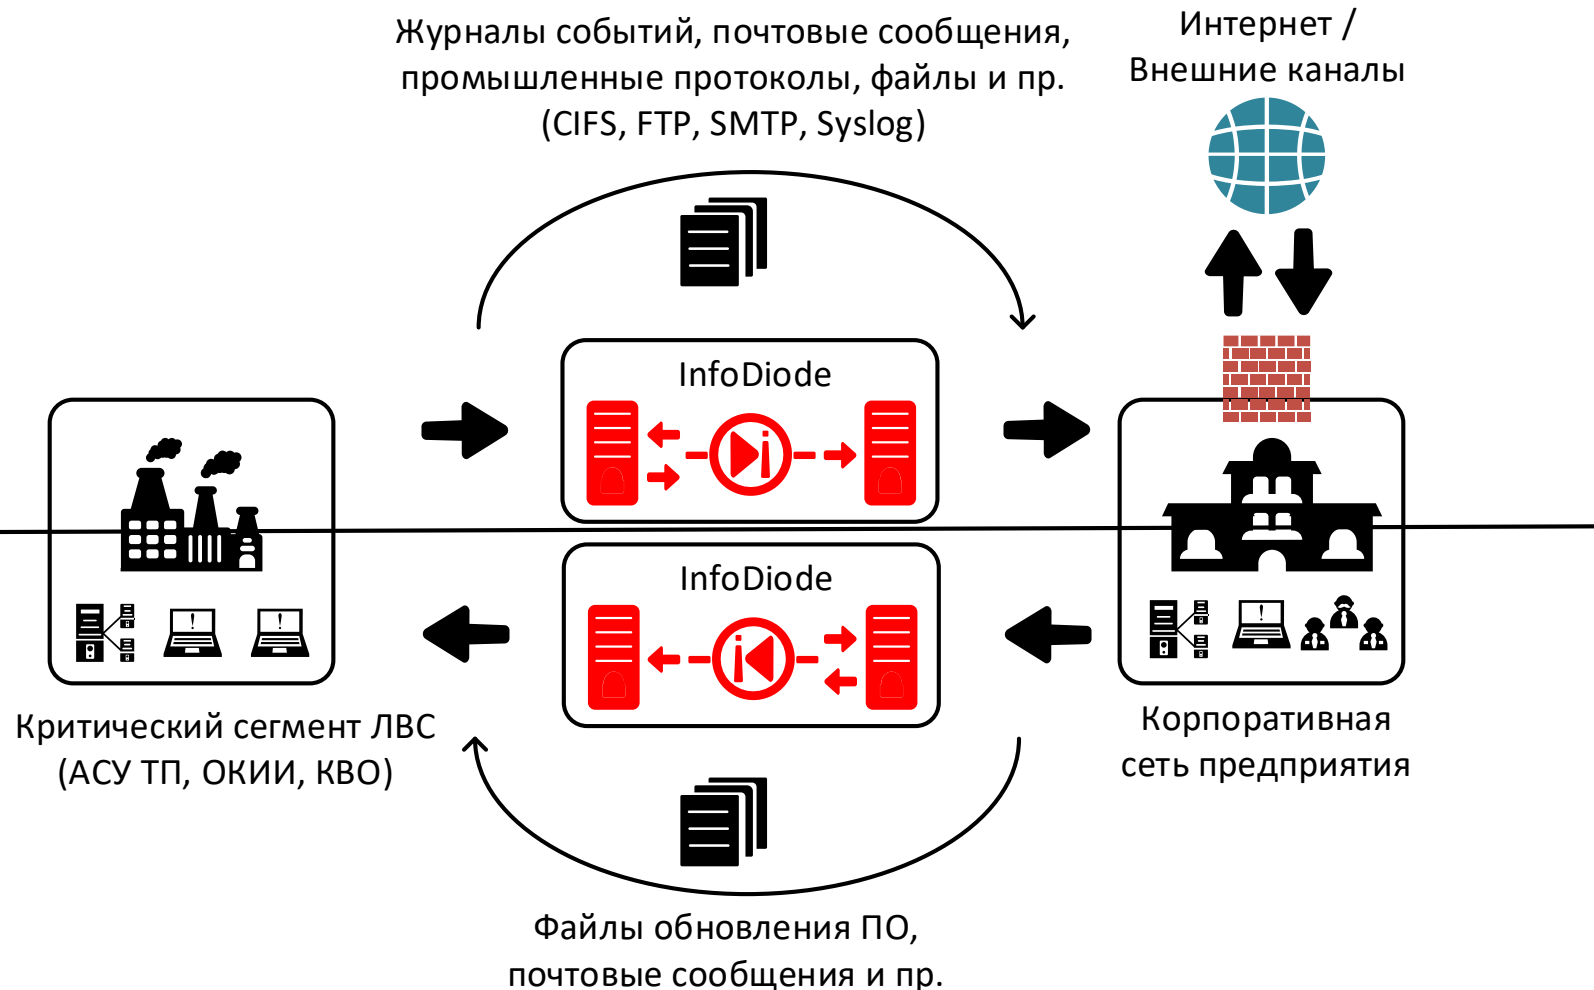 Журналы событий, почтовые сообщения,
промышленные протоколы, файлы и пр.
(CIFS, FTP, SMTP, Syslog)
Интернет /
Внешние каналы
InfoDiode
InfoDiode
Критический сегмент ЛВС
(АСУ ТП, ОКИИ, КВО)
Корпоративная
сеть предприятия
Файлы обновления ПО,
почтовые сообщения и пр.